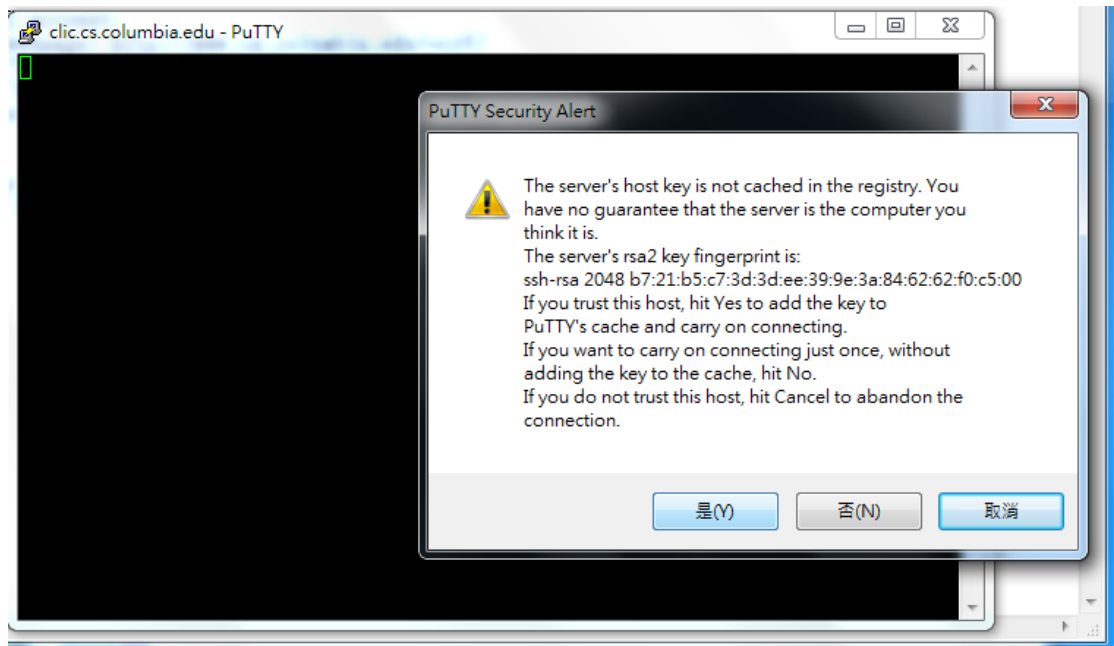 clic.cs.columbia.edu - PuTTY
PuTTY Security Alert
The server's host key is not cached in the registry. You
have no guarantee that the server is the computer you
think it is.
The server's rsa2 key fingerprint is:
ssh-rsa 2048 b7:21:b5:c7:3d:3d:ee:39:9e:3a:84:62:62:f0:c5:00
If you trust this host, hit Yes to add the key to
PuTTY's cache and carry on connecting.
If you want to carry on connecting just once, without
adding the key to the cache, hit No.
If you do not trust this host, hit Cancel to abandon the
connection.
是(Y)
否(N)
取消